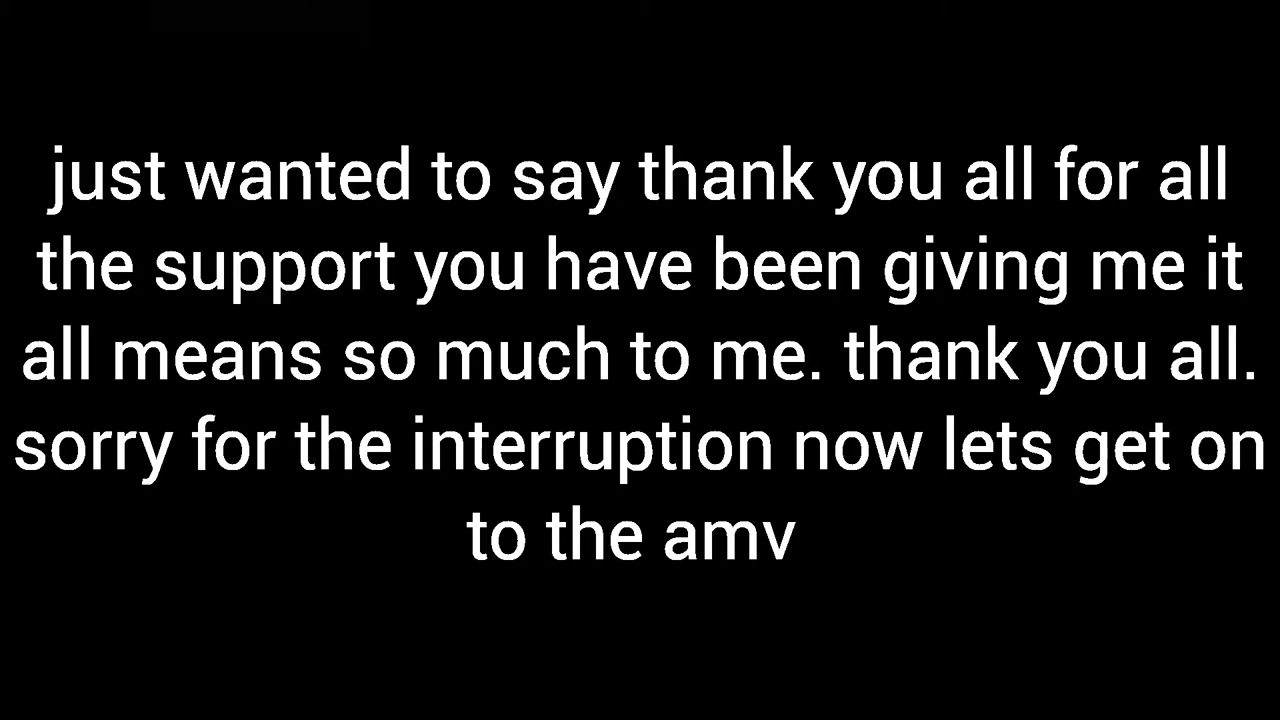 just wanted to say thank you all for all
the support you have been giving me it
all means so much to me. thank you all.
sorry for the interruption now lets get on
to the amv